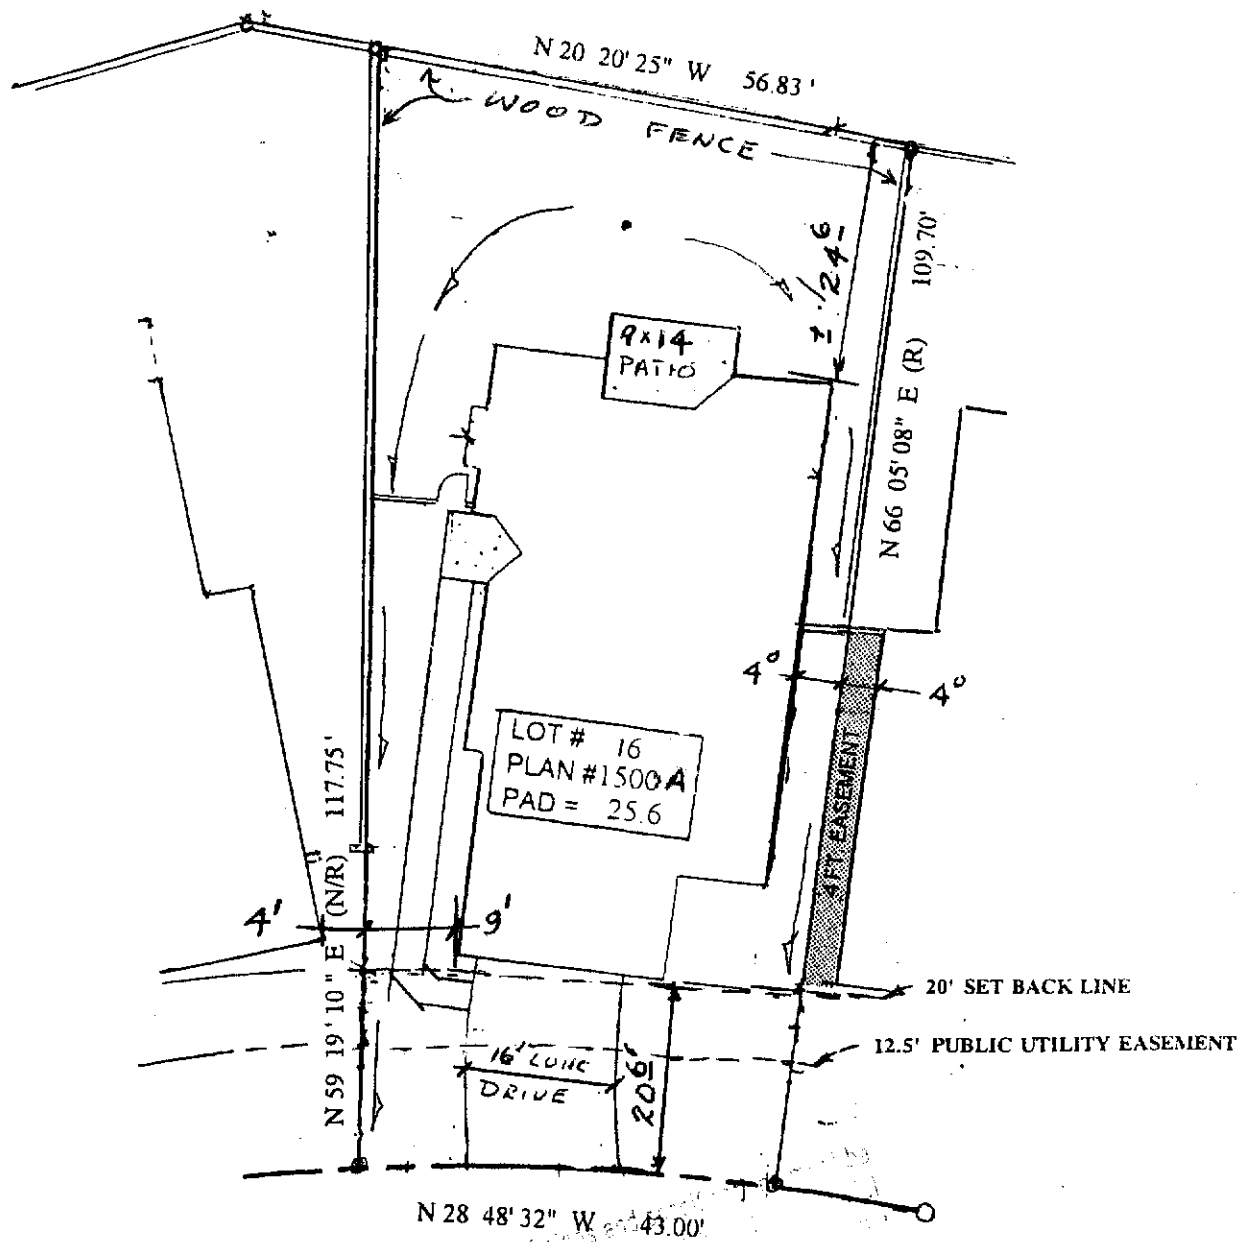 N 20 20' 25" W 56.83'
WOOD FENCE
109.70'
24 6
9x14
PATIO
N 66 05' 08" E (R)
4 0
4 0
LOT # 16
PLAN #1500 A
PAD = 25.6
4 FT EASEMENT
117.75'
N 59 19' 10" E (N/R)
4'
9'
20' SET BACK LINE
12.5' PUBLIC UTILITY EASEMENT
16'
DRIVE
20 6
N 28 48' 32" W 43.00'